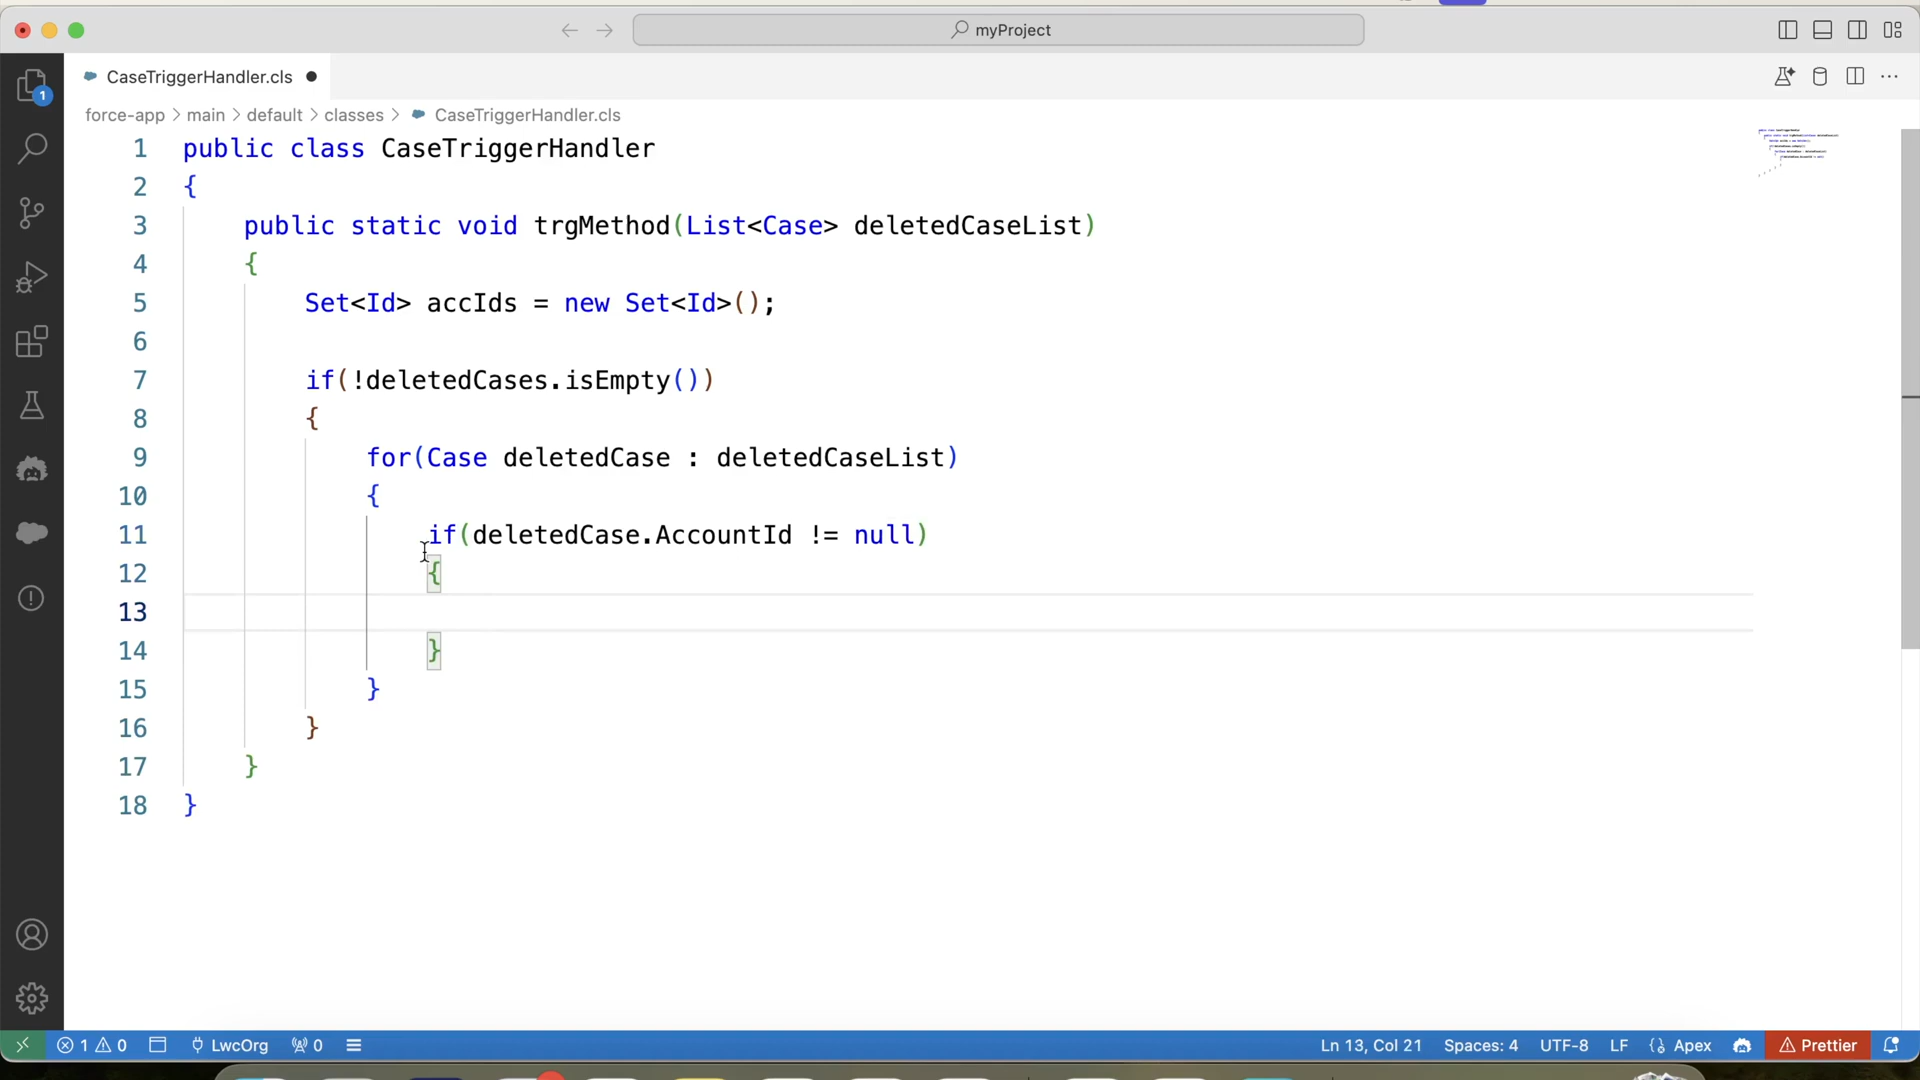 myProject
CaseTriggerHandler.cls
force-app > main > default > classes > CaseTriggerHandler.cls
1 public class CaseTriggerHandler
2 {
3 public static void trgMethod(List<Case> deletedCaseList)
4 {
5 Set<Id> accIds = new Set<Id>();
6
7 if(!deletedCases.isEmpty())
8 {
9 for(Case deletedCase : deletedCaseList)
10 {
11 if(deletedCase.AccountId != null)
12 {
13
14 }
15 }
16 }
17 }
18 }
1
1 0 LwcOrg 0 Ln 13, Col 21 Spaces: 4 UTF-8 LF {} Apex Prettier